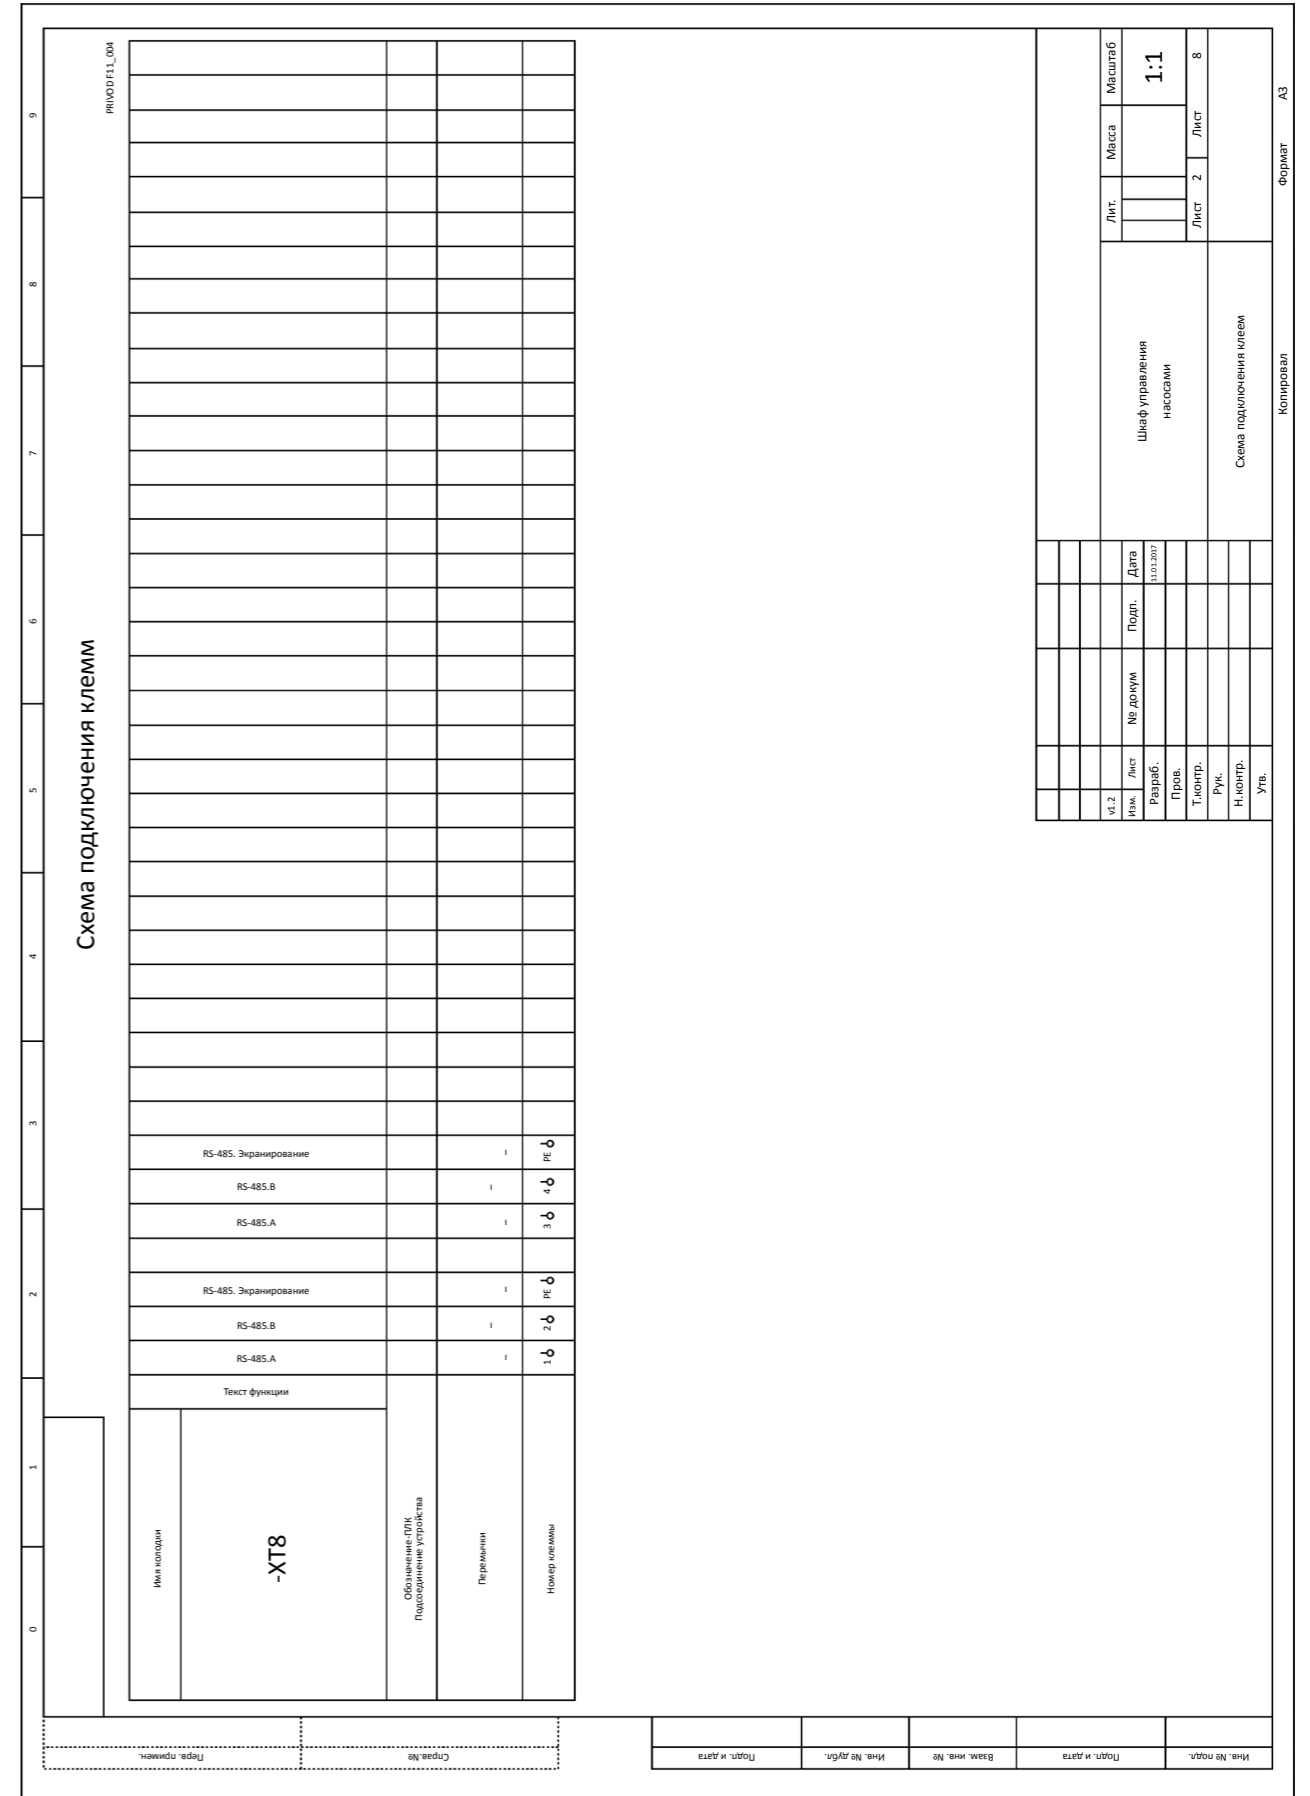 Схема подключения клемм
PRIVOD F11_004
0 1 2 3 4 5 6 7 8 9
Имя колодки
-XT8
Текст функции
RS-485.A
RS-485.B
RS-485. Экранирование
RS-485.A
RS-485.B
RS-485. Экранирование
Обозначение-ПЛК
Подсоединение устройства
Перемычки
– – – – – –
Номер клеммы
1 2 PE 3 4 PE
v1.2
Изм. Лист № докум Подп. Дата
Разраб. 11.01.2017
Пров.
Т.контр.
Рук.
Н.контр.
Утв.
Шкаф управления
насосами
Схема подключения клеем
Лит. Масса Масштаб
1:1
Лист 2 Лист 8
Копировал Формат А3
Перв. примен.
Справ.№
Подп. и дата
Инв. № дубл.
Взам. инв. №
Подп. и дата
Инв. № подл.